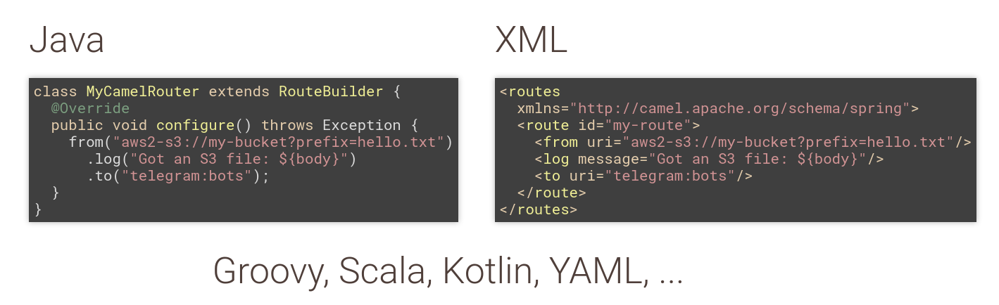 Java
class MyCamelRouter extends RouteBuilder {
  @Override
  public void configure() throws Exception {
    from("aws2-s3://my-bucket?prefix=hello.txt")
      .log("Got an S3 file: ${body}")
      .to("telegram:bots");
  }
}
XML
<routes
  xmlns="http://camel.apache.org/schema/spring">
  <route id="my-route">
    <from uri="aws2-s3://my-bucket?prefix=hello.txt"/>
    <log message="Got an S3 file: ${body}"/>
    <to uri="telegram:bots"/>
  </route>
</routes>
Groovy, Scala, Kotlin, YAML, ...